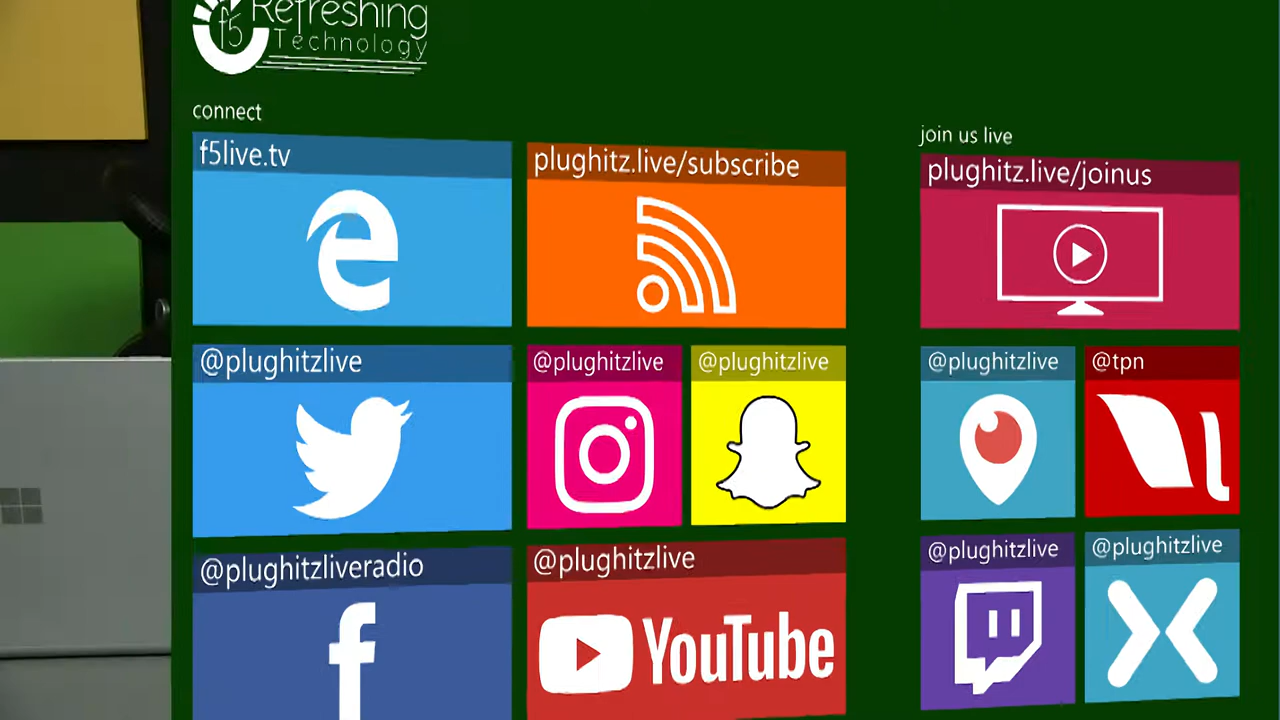 f5
Refreshing
Technology
connect
f5live.tv
plughitz.live/subscribe
join us live
plughitz.live/joinus
@plughitzlive
@plughitzlive
@plughitzlive
@plughitzlive
@tpn
@plughitzliveradio
@plughitzlive
YouTube
@plughitzlive
@plughitzlive